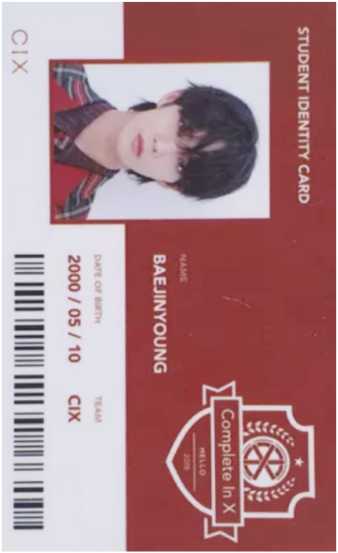 STUDENT IDENTITY CARD
NAME
BAEJINYOUNG
DATE OF BIRTH
2000 / 05 / 10
TEAM
CIX
Complete In X
HELLO
2019
CIX